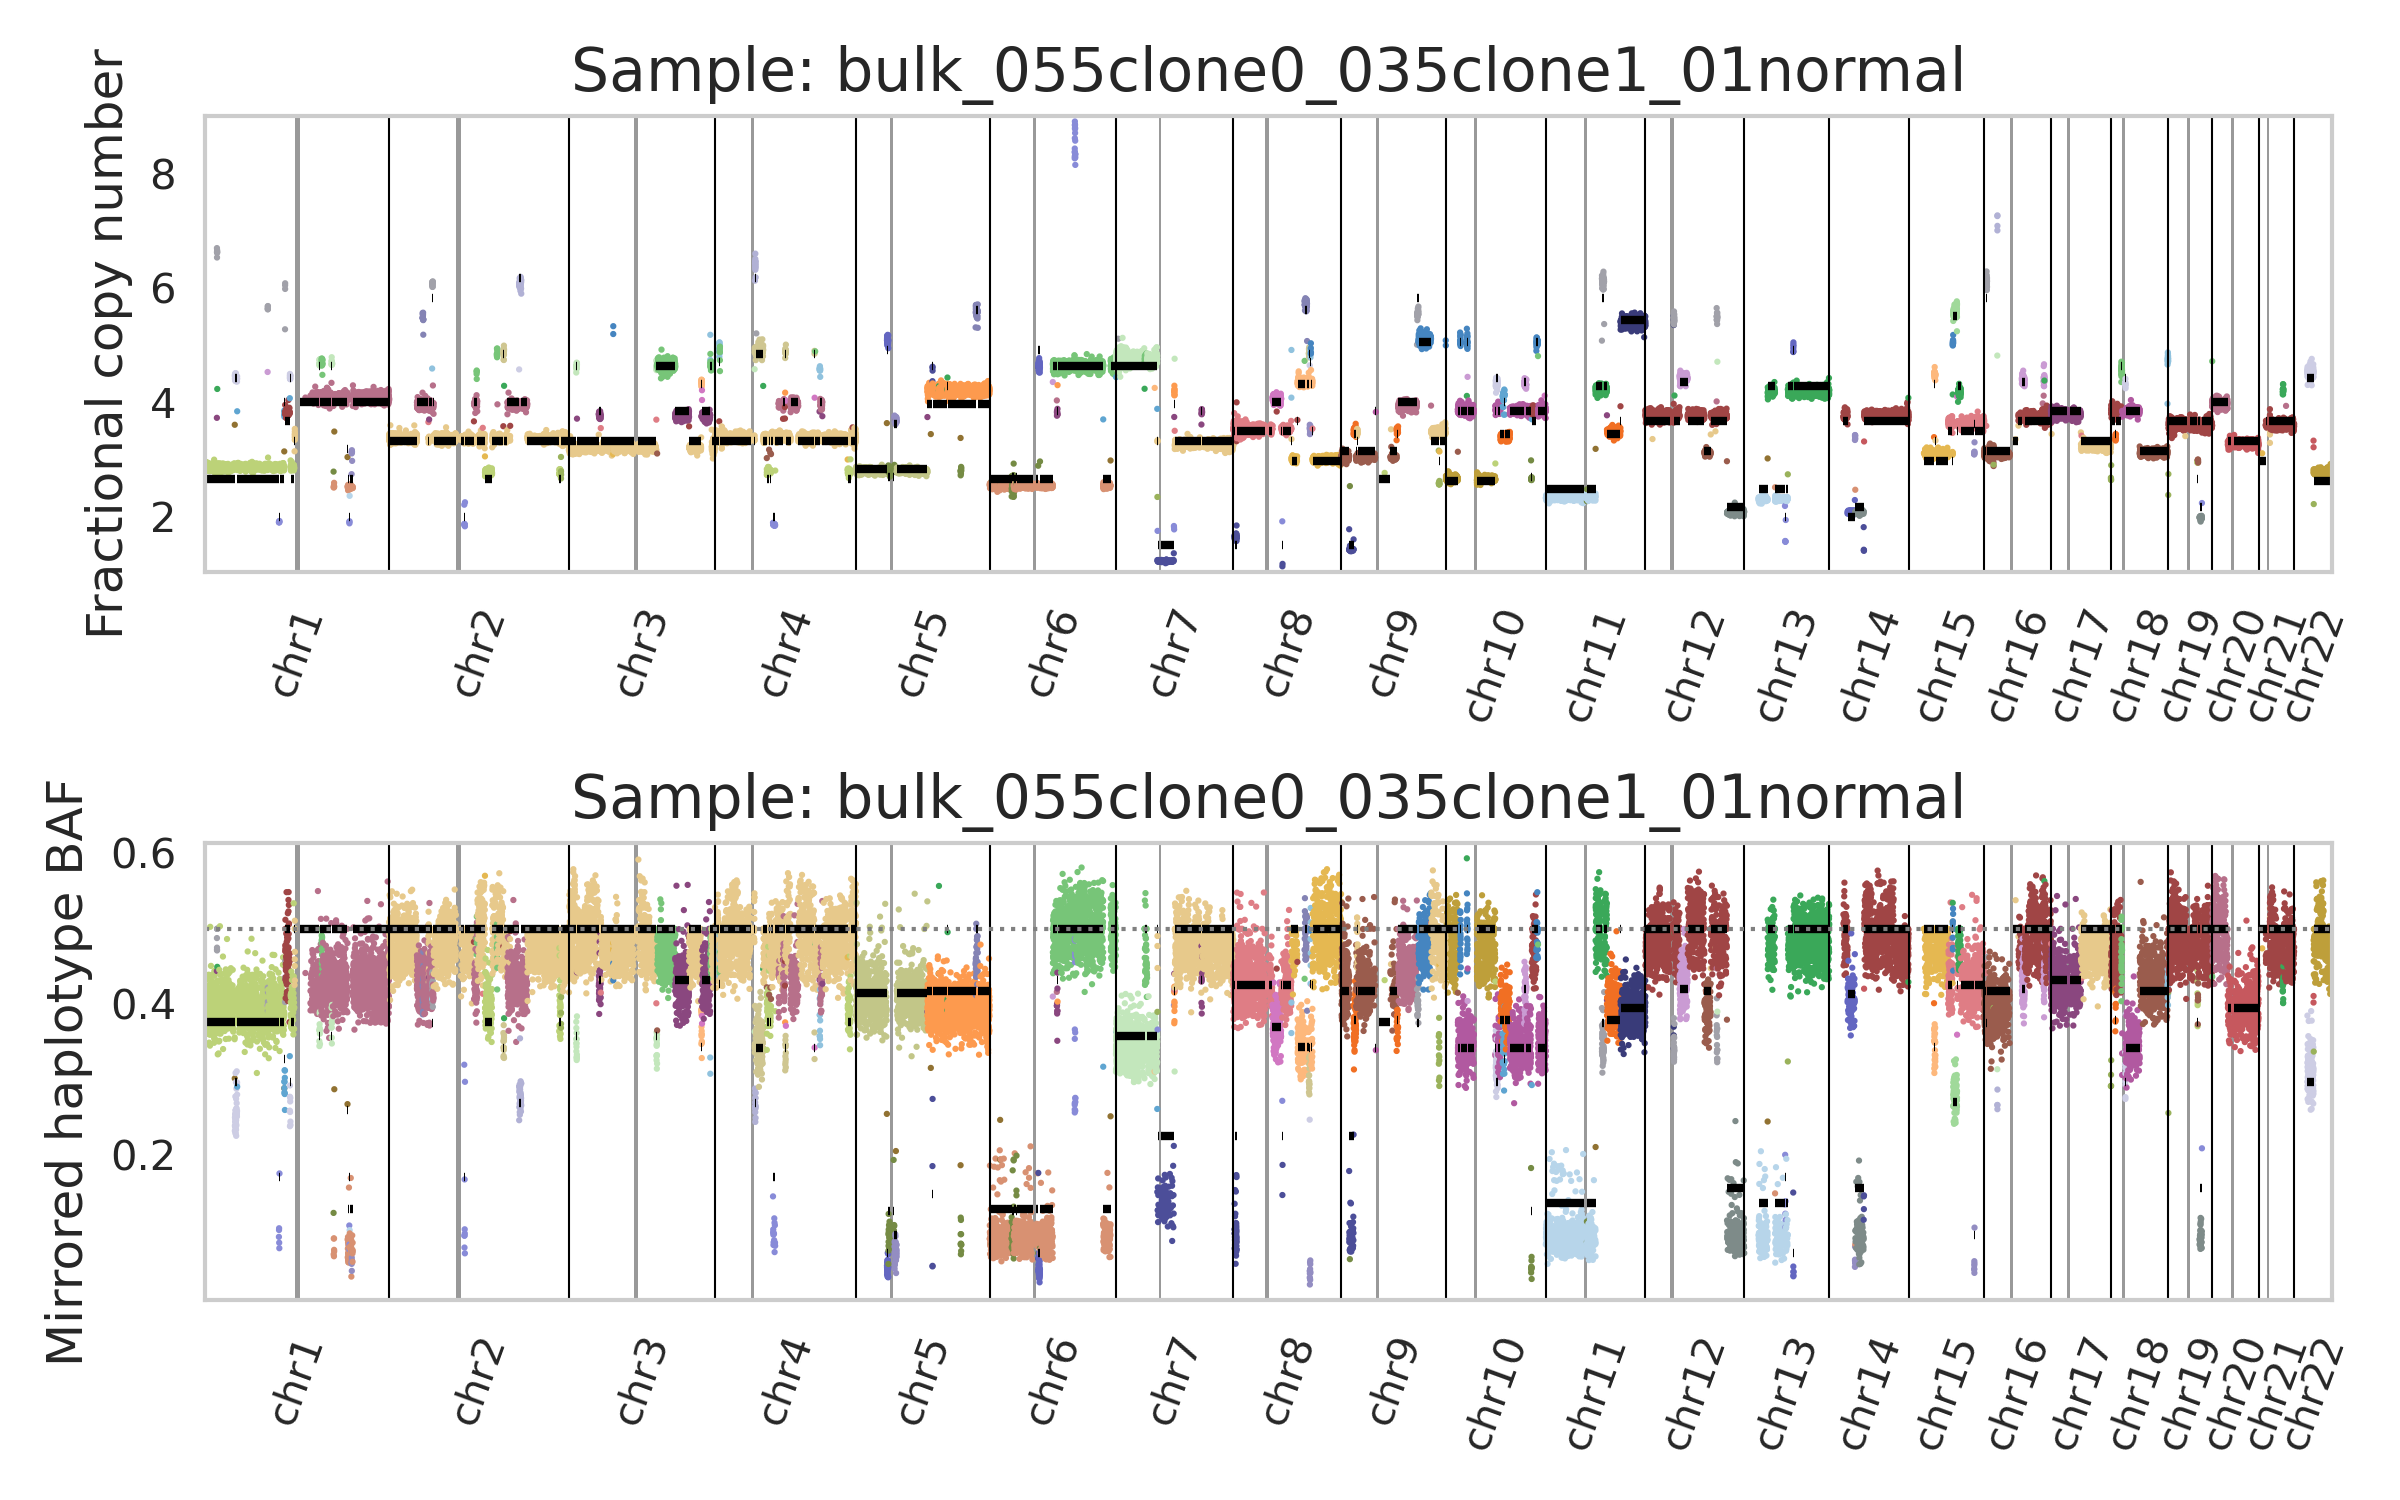 Sample: bulk_055clone0_035clone1_01normal
Fractional copy number
8
6
4
2
chr1
chr2
chr3
chr4
chr5
chr6
chr7
chr8
chr9
chr10
chr11
chr12
chr13
chr14
chr15
chr16
chr17
chr18
chr19
chr20
chr21
chr22
Sample: bulk_055clone0_035clone1_01normal
Mirrored haplotype BAF
0.6
0.4
0.2
chr1
chr2
chr3
chr4
chr5
chr6
chr7
chr8
chr9
chr10
chr11
chr12
chr13
chr14
chr15
chr16
chr17
chr18
chr19
chr20
chr21
chr22